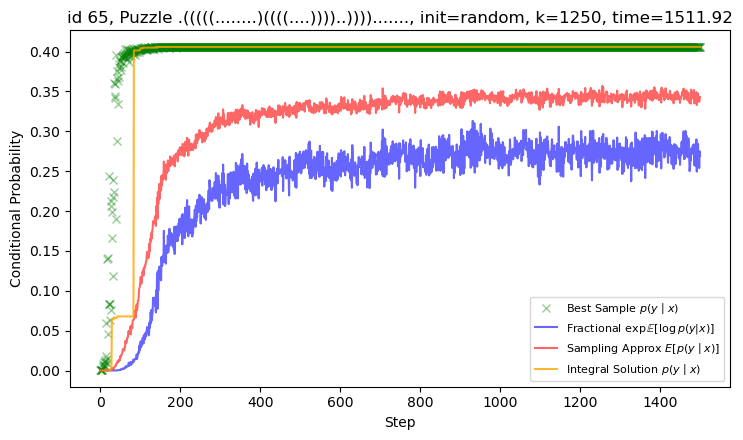 id 65, Puzzle .(((((........)((((....))))..))))......., init=random, k=1250, time=1511.92
Conditional Probability
0.40
0.35
0.30
0.25
0.20
0.15
0.10
0.05
0.00
Best Sample p(y | x)
Fractional exp 𝔼[log p(y|x)]
Sampling Approx E[p(y | x)]
Integral Solution p(y | x)
0 200 400 600 800 1000 1200 1400
Step